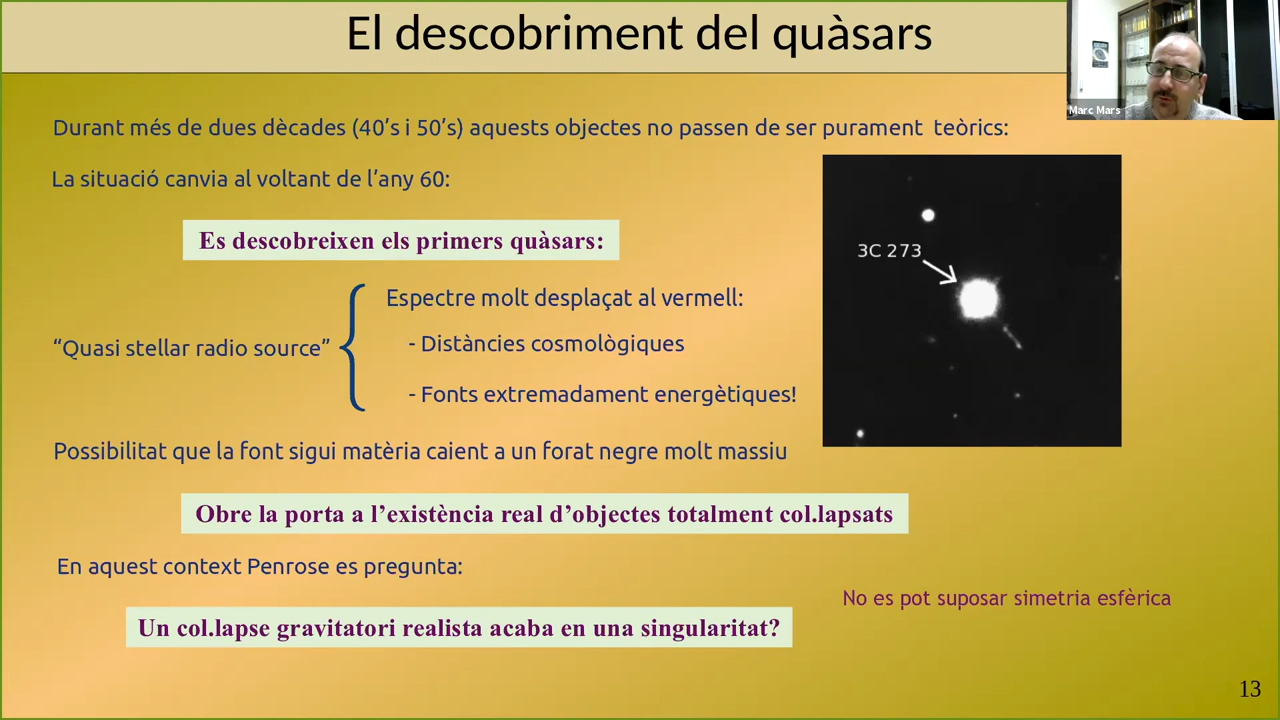 El descobriment del quàsars
Marc Mars
Durant més de dues dècades (40’s i 50’s) aquests objectes no passen de ser purament teòrics:
La situació canvia al voltant de l’any 60:
3C 273
Es descobreixen els primers quàsars:
Espectre molt desplaçat al vermell:
“Quasi stellar radio source”
- Distàncies cosmològiques
- Fonts extremadament energètiques!
Possibilitat que la font sigui matèria caient a un forat negre molt massiu
Obre la porta a l’existència real d’objectes totalment col.lapsats
En aquest context Penrose es pregunta:
No es pot suposar simetria esfèrica
Un col.lapse gravitatori realista acaba en una singularitat?
13